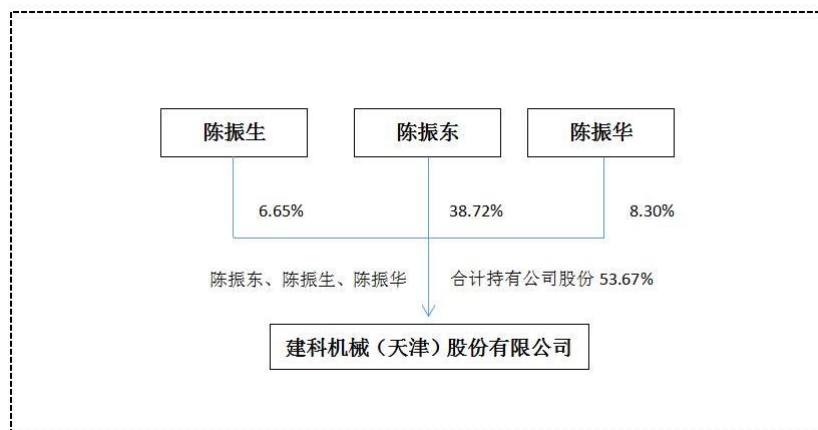 陈振生 陈振东 陈振华
6.65% 38.72% 8.30%
陈振东、陈振生、陈振华 合计持有公司股份 53.67%
建科机械（天津）股份有限公司